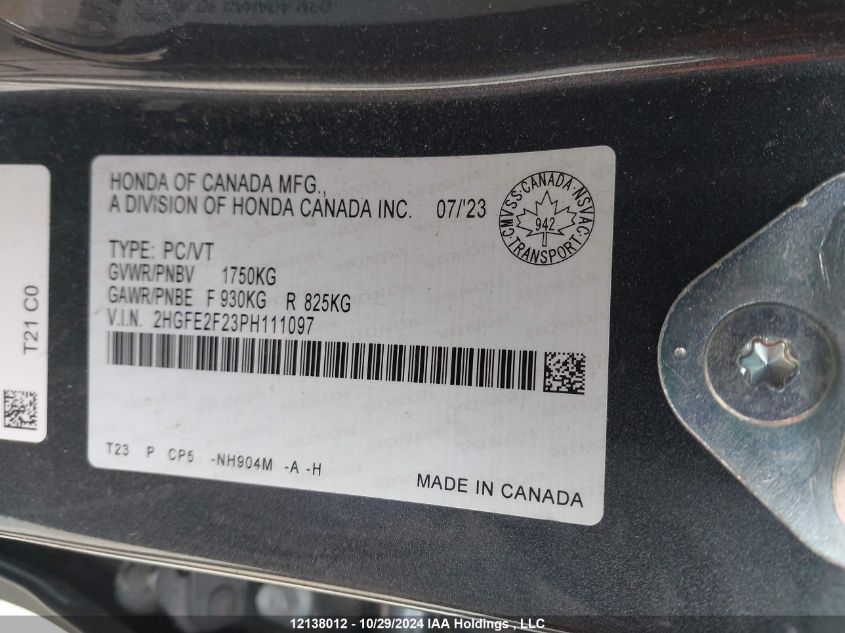 HONDA OF CANADA MFG.,
A DIVISION OF HONDA CANADA INC. 07/'23
CMVSS·CANADA·NSVAC
942
·TRANSPORT·
TYPE: PC/VT
GVWR/PNBV 1750KG
GAWR/PNBE F 930KG R 825KG
V.I.N. 2HGFE2F23PH111097
T23 P CP5 -NH904M -A -H
MADE IN CANADA
T21 C0
12138012 - 10/29/2024 IAA Holdings , LLC